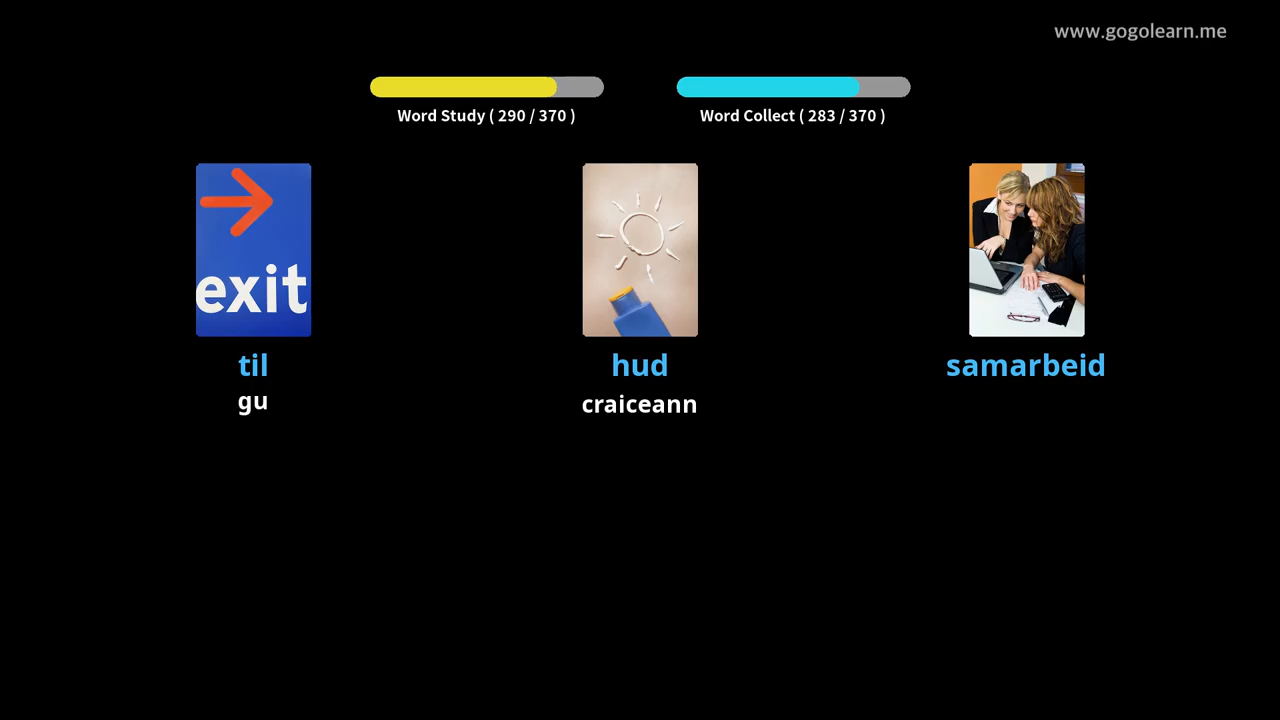 www.gogolearn.me
Word Study ( 290 / 370 )
Word Collect ( 283 / 370 )
exit
til
gu
hud
craiceann
samarbeid